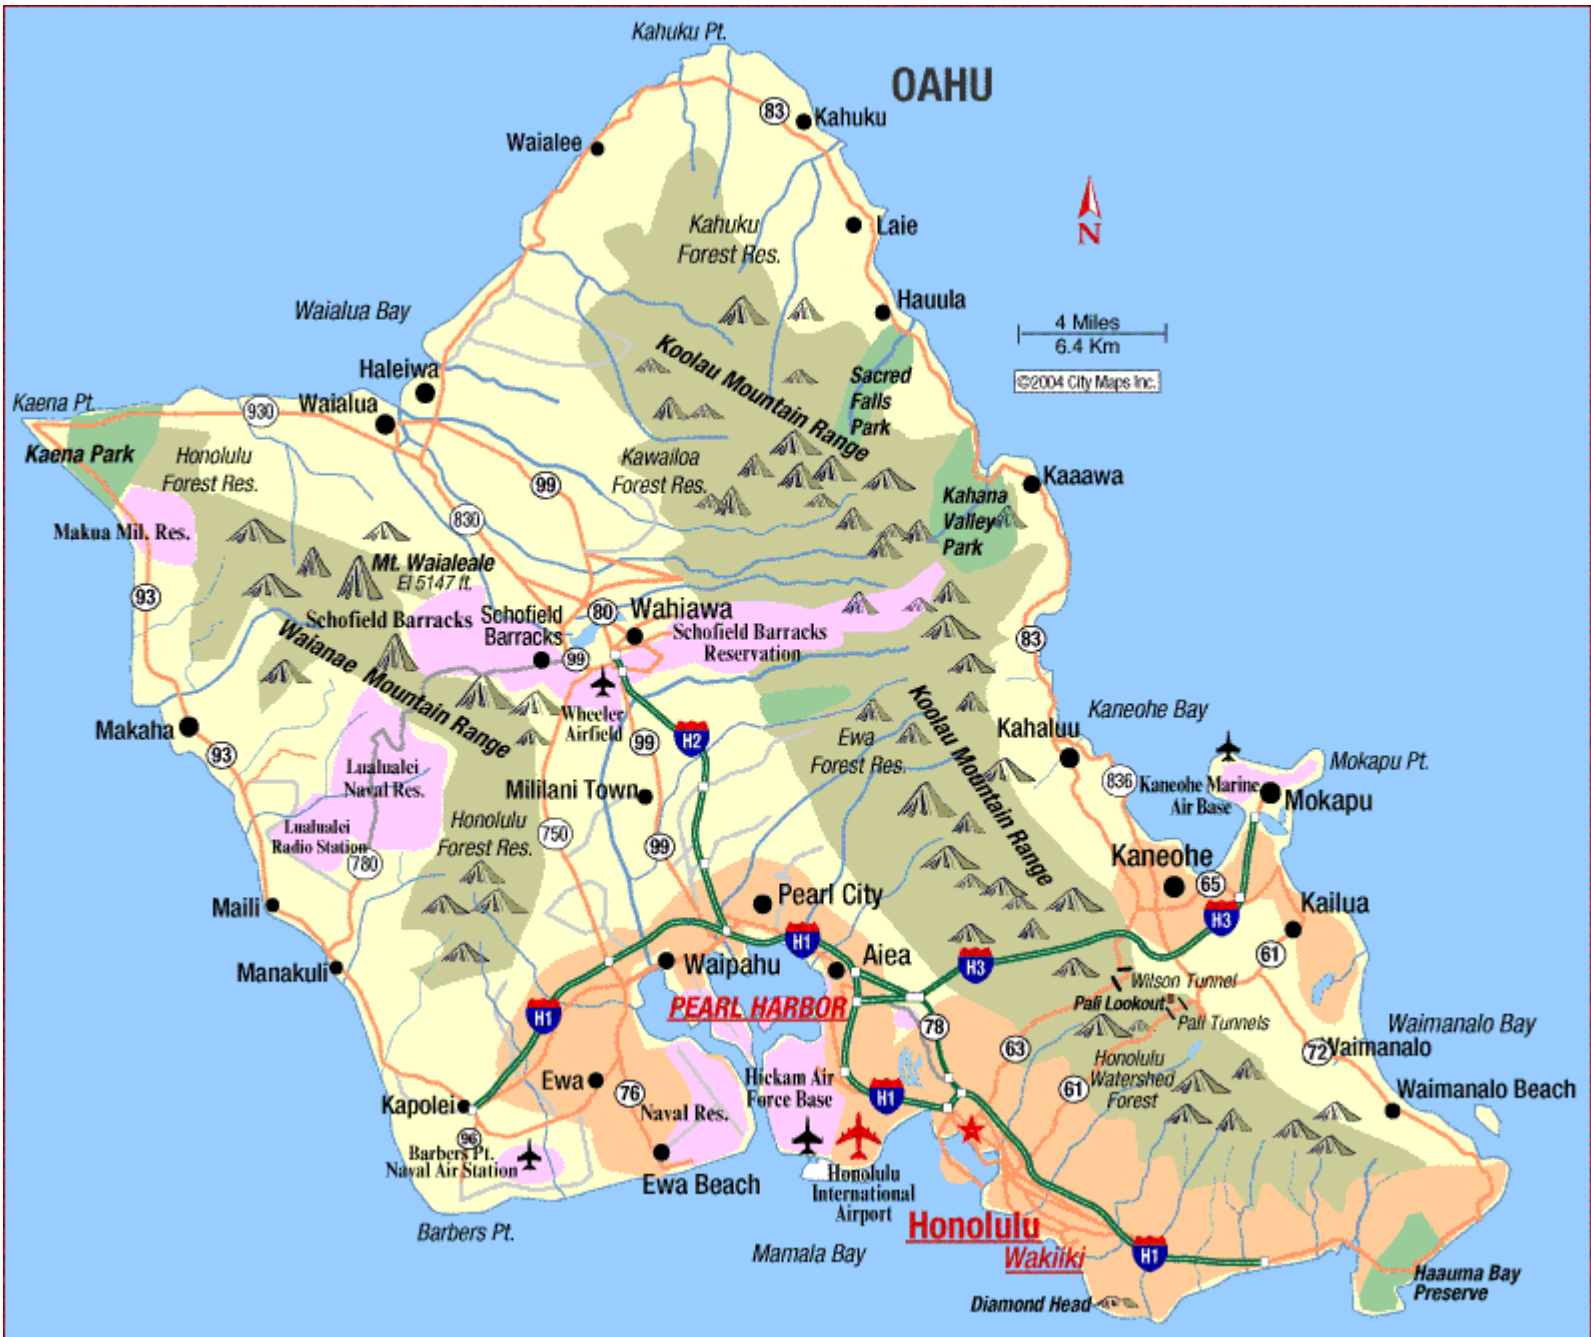 Kahuku Pt.
OAHU
83
Kahuku
Waialee
Kahuku
Forest Res.
Laie
N
Waialua Bay
Hauula
4 Miles
6.4 Km
©2004 City Maps Inc.
Koolau Mountain Range
Haleiwa
Sacred
Falls
Park
Kaena Pt.
930
Waialua
Kaena Park
Honolulu
Forest Res.
Kawailoa
Forest Res.
99
Kaaawa
Kahana
Valley
Park
830
Makua Mil. Res.
Mt. Waialeale
El 5147 ft.
93
Schofield Barracks
Schofield
Barracks
80
Wahiawa
Schofield Barracks
Reservation
99
83
Waianae Mountain Range
Koolau Mountain Range
Kaneohe Bay
Makaha
93
Wheeler
Airfield
99
H2
Ewa
Forest Res.
Kahaluu
836
Mokapu Pt.
Kaneohe Marine
Air Base
Mokapu
Lualualei
Naval Res.
Mililani Town
Lualualei
Radio Station
780
Honolulu
Forest Res.
750
99
Kaneohe
65
Pearl City
Maili
H3
Kailua
H1
61
Aiea
Manakuli
Waipahu
H3
Wilson Tunnel
PEARL HARBOR
Pali Lookout
Pali Tunnels
H1
78
63
Waimanalo Bay
72
Waimanalo
Honolulu
Watershed
Forest
61
Ewa
76
Hickam Air
Force Base
H1
Waimanalo Beach
Kapolei
Naval Res.
96
Barbers Pt.
Naval Air Station
Ewa Beach
Honolulu
International
Airport
Barbers Pt.
Honolulu
Mamala Bay
Wakiiki
H1
Haauma Bay
Preserve
Diamond Head